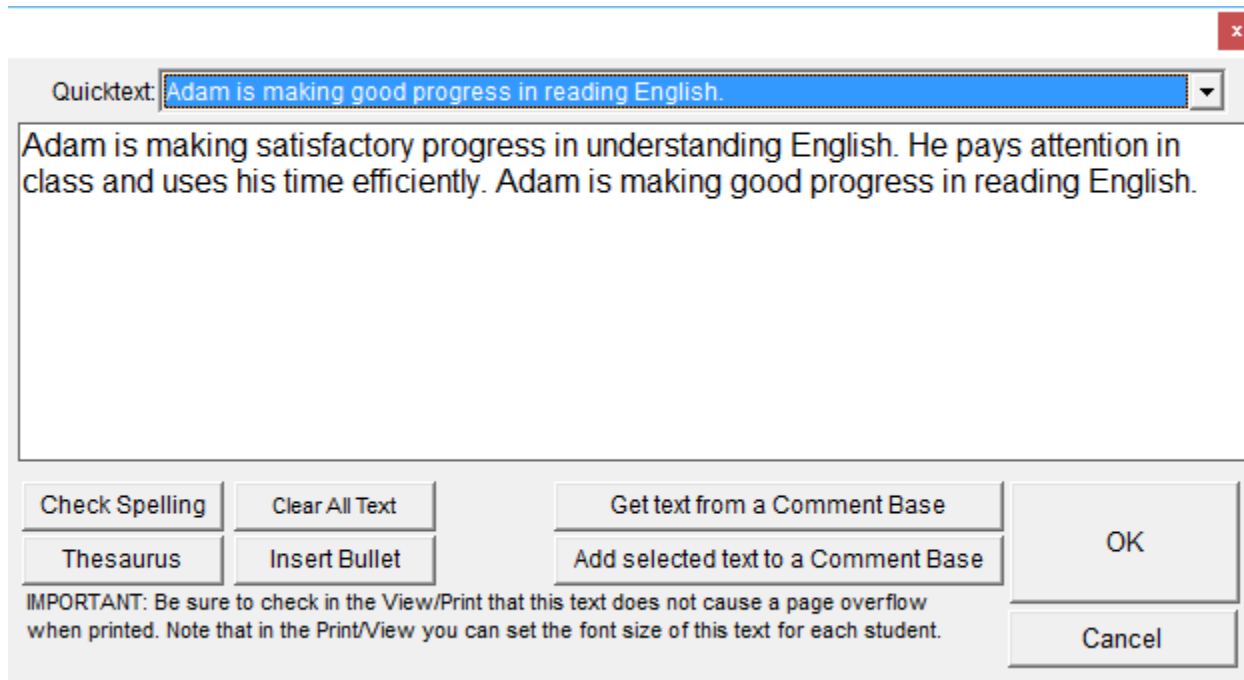 x
Quicktext: Adam is making good progress in reading English.
Adam is making satisfactory progress in understanding English. He pays attention in
class and uses his time efficiently. Adam is making good progress in reading English.
Check Spelling Clear All Text Get text from a Comment Base
OK
Thesaurus Insert Bullet Add selected text to a Comment Base
IMPORTANT: Be sure to check in the View/Print that this text does not cause a page overflow
when printed. Note that in the Print/View you can set the font size of this text for each student.
Cancel